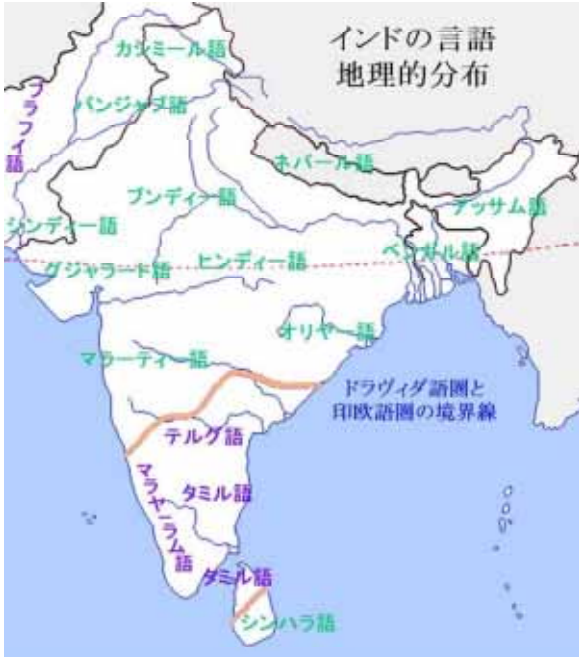 インドの言語
地理的分布
カシミール語
パンジャブ語
ブラフイ語
ネパール語
ブンディー語
アッサム語
シンディー語
グジャラート語
ヒンディー語
ベンガル語
オリヤー語
マラーティー語
ドラヴィダ語圏と
印欧語圏の境界線
テルグ語
マラヤーラム語
タミル語
タミル語
シンハラ語